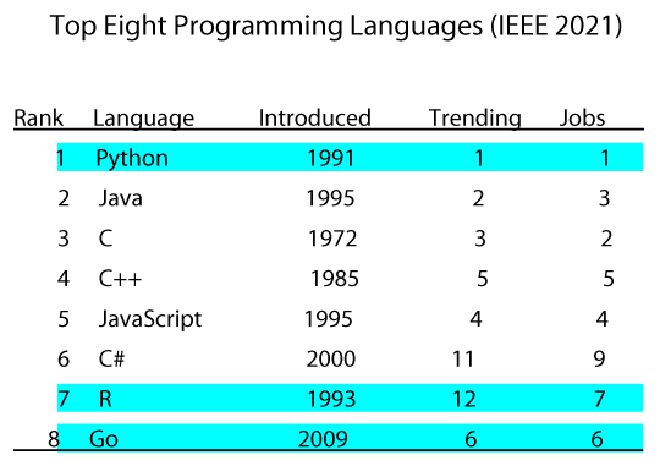 Top Eight Programming Languages (IEEE 2021)
Rank Language Introduced Trending Jobs
1 Python 1991 1 1
2 Java 1995 2 3
3 C 1972 3 2
4 C++ 1985 5 5
5 JavaScript 1995 4 4
6 C# 2000 11 9
7 R 1993 12 7
8 Go 2009 6 6